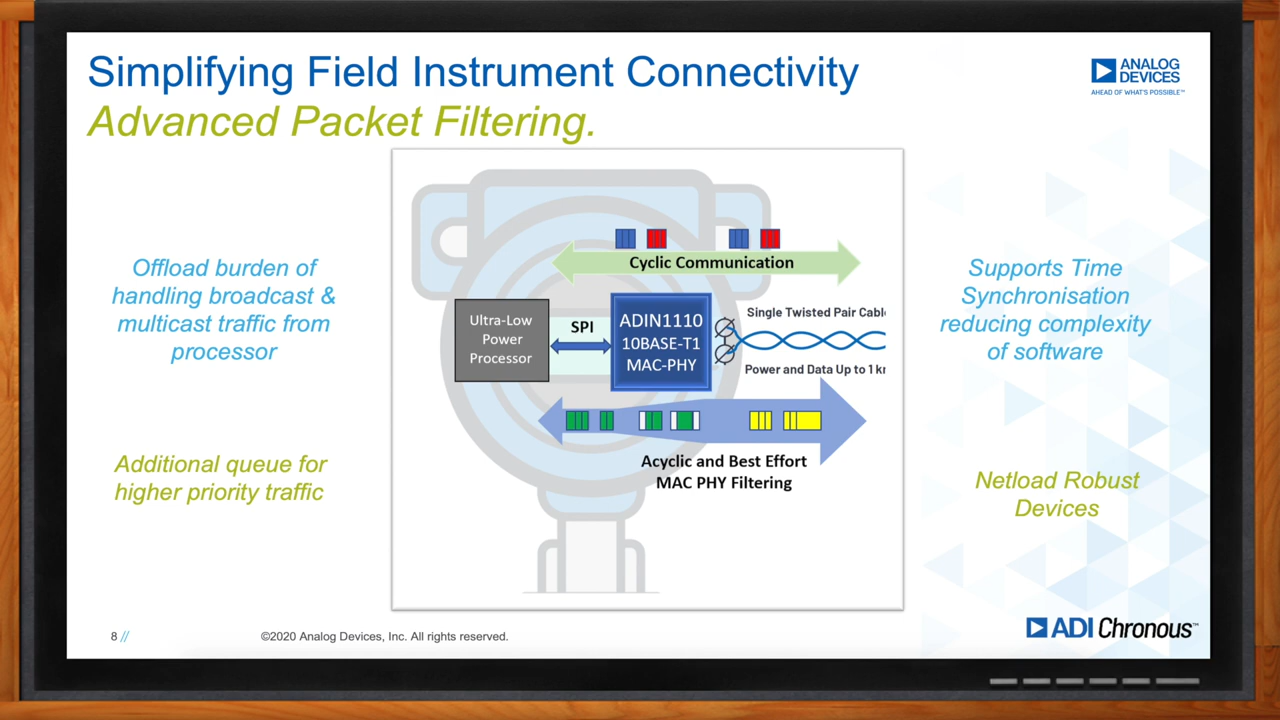 Simplifying Field Instrument Connectivity
Advanced Packet Filtering.
ANALOG
DEVICES
AHEAD OF WHAT'S POSSIBLE™
Offload burden of
handling broadcast &
multicast traffic from
processor
Additional queue for
higher priority traffic
Cyclic Communication
Ultra-Low
Power
Processor
SPI
ADIN1110
10BASE-T1
MAC-PHY
Single Twisted Pair Cabl
Power and Data Up to 1 k
Acyclic and Best Effort
MAC PHY Filtering
Supports Time
Synchronisation
reducing complexity
of software
Netload Robust
Devices
8 //
©2020 Analog Devices, Inc. All rights reserved.
ADI Chronous™